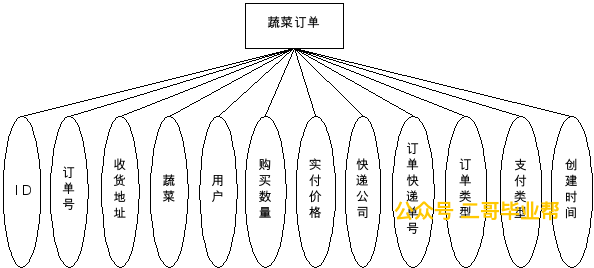 蔬菜订单
ID
订单号
收货地址
蔬菜
用户
购买数量
实付价格
快递公司
订单快递单号
订单类型
支付类型
创建时间
公众号 二哥毕业帮